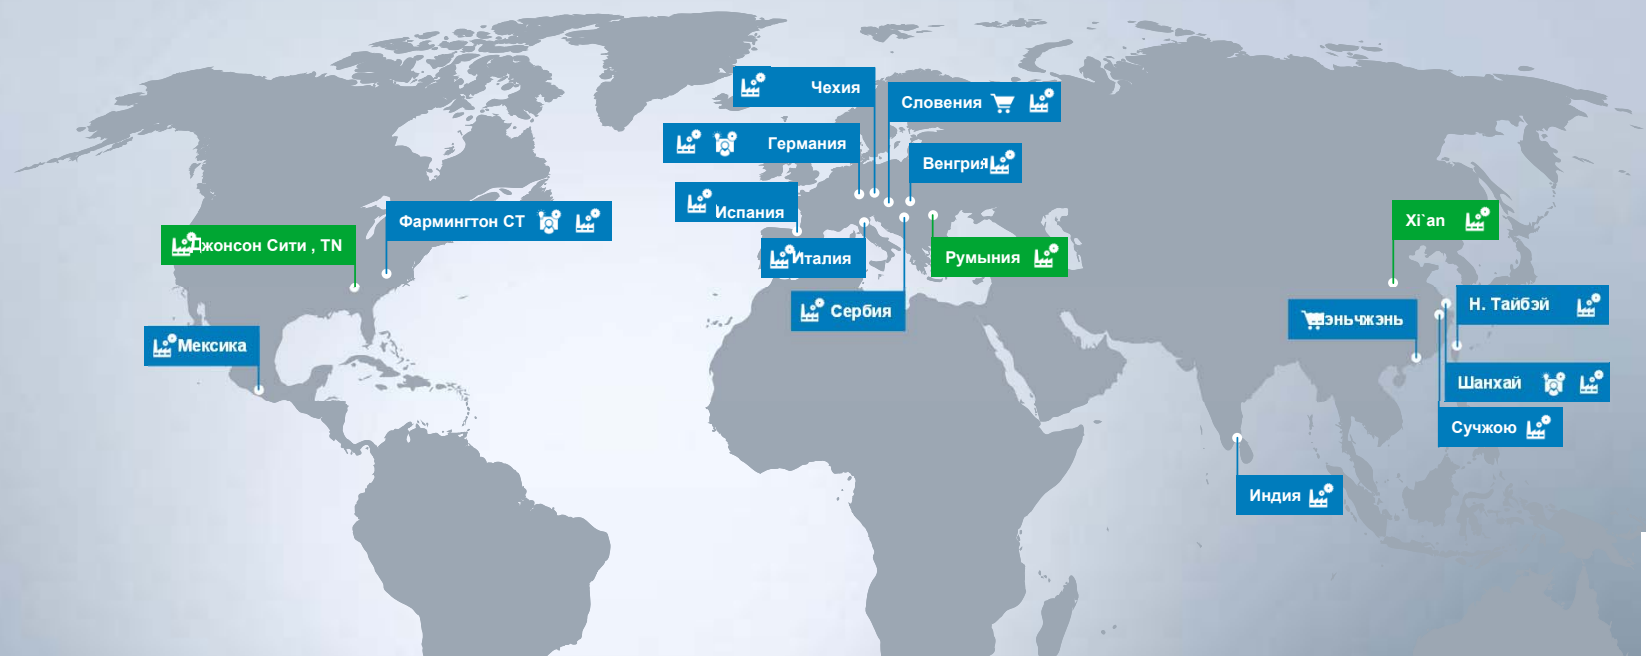 Чехия
Словения
Германия
Венгрия
Испания
Фармингтон CT
Джонсон Сити , TN
Италия
Румыния
Xi`an
Сербия
Н. Тайбэй
эньчжэнь
Мексика
Шанхай
Сучжою
Индия